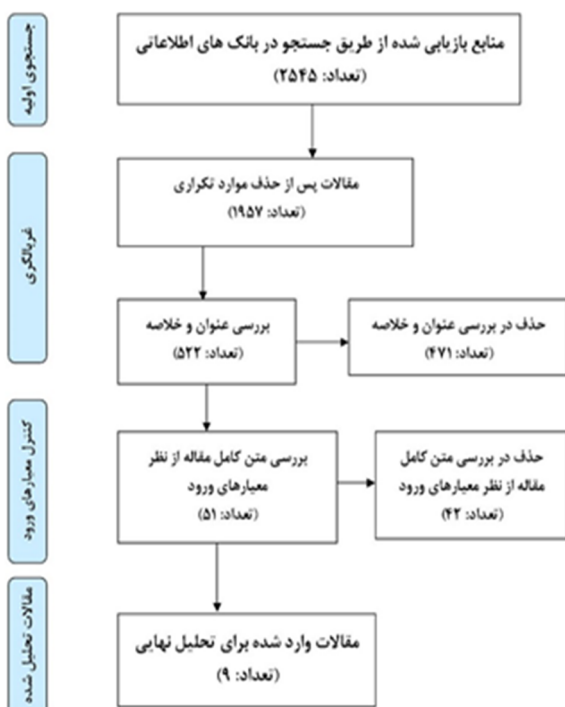 جستجوی اولیه
منابع بازیابی شده از طریق جستجو در بانک های اطلاعاتی
(تعداد: ۲۵۴۵)
غربالگری
مقالات پس از حذف موارد تکراری
(تعداد: ۱۹۵۷)
بررسی عنوان و خلاصه
(تعداد: ۵۲۲)
حذف در بررسی عنوان و خلاصه
(تعداد: ۴۷۱)
کنترل معیارهای ورود
بررسی متن کامل مقاله از نظر
معیارهای ورود
(تعداد: ۵۱)
حذف در بررسی متن کامل
مقاله از نظر معیارهای ورود
(تعداد: ۴۲)
مقالات تحلیل شده
مقالات وارد شده برای تحلیل نهایی
(تعداد: ۹)